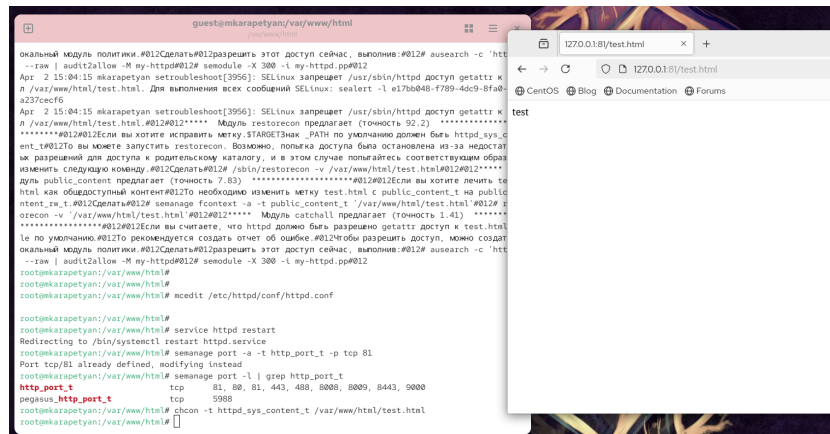 guest@mkarapetyan:/var/www/html
/var/www/html
окальный модуль политики.#012Сделать#012разрешить этот доступ сейчас, выполнив:#012# ausearch -c 'htt
--raw | audit2allow -M my-httpd#012# semodule -X 300 -i my-httpd.pp#012
Apr  2 15:04:15 mkarapetyan setroubleshoot[3956]: SELinux запрещает /usr/sbin/httpd доступ getattr к
л /var/www/html/test.html. Для выполнения всех сообщений SELinux: sealert -l e17bb048-f789-4dc9-8fa0-
a237cecf6
Apr  2 15:04:15 mkarapetyan setroubleshoot[3956]: SELinux запрещает /usr/sbin/httpd доступ getattr к
л /var/www/html/test.html.#012#012***** Модуль restorecon предлагает (точность 92.2) **************
********#012#012Если вы хотите исправить метку.$TARGETЗнак _PATH по умолчанию должен быть httpd_sys_c
ent_t#012То вы можете запустить restorecon. Возможно, попытка доступа была остановлена из-за недостат
ых разрешений для доступа к родительскому каталогу, и в этом случае попытайтесь соответствующим образ
изменить следующую команду.#012Сделать#012# /sbin/restorecon -v /var/www/html/test.html#012#012*****
дуль public_content предлагает (точность 7.83) *********************#012#012Если вы хотите лечить te
html как общедоступный контент#012То необходимо изменить метку test.html с public_content_t на public
ntent_rw_t.#012Сделать#012# semanage fcontext -a -t public_content_t '/var/www/html/test.html'#012# r
orecon -v '/var/www/html/test.html'#012#012***** Модуль catchall предлагает (точность 1.41) *******
*****************#012#012Если вы считаете, что httpd должно быть разрешено getattr доступ к test.html
le по умолчанию.#012То рекомендуется создать отчет об ошибке.#012Чтобы разрешить доступ, можно создат
окальный модуль политики.#012Сделать#012разрешить этот доступ сейчас, выполнив:#012# ausearch -c 'htt
--raw | audit2allow -M my-httpd#012# semodule -X 300 -i my-httpd.pp#012
root@mkarapetyan:/var/www/html#
root@mkarapetyan:/var/www/html#
root@mkarapetyan:/var/www/html# mcedit /etc/httpd/conf/httpd.conf
root@mkarapetyan:/var/www/html#
root@mkarapetyan:/var/www/html# service httpd restart
Redirecting to /bin/systemctl restart httpd.service
root@mkarapetyan:/var/www/html# semanage port -a -t http_port_t -p tcp 81
Port tcp/81 already defined, modifying instead
root@mkarapetyan:/var/www/html# semanage port -l | grep http_port_t
http_port_t                    tcp      81, 80, 81, 443, 488, 8008, 8009, 8443, 9000
pegasus_http_port_t            tcp      5988
root@mkarapetyan:/var/www/html# chcon -t httpd_sys_content_t /var/www/html/test.html
root@mkarapetyan:/var/www/html#
127.0.0.1:81/test.html
127.0.0.1:81/test.html
CentOS Blog Documentation Forums
test